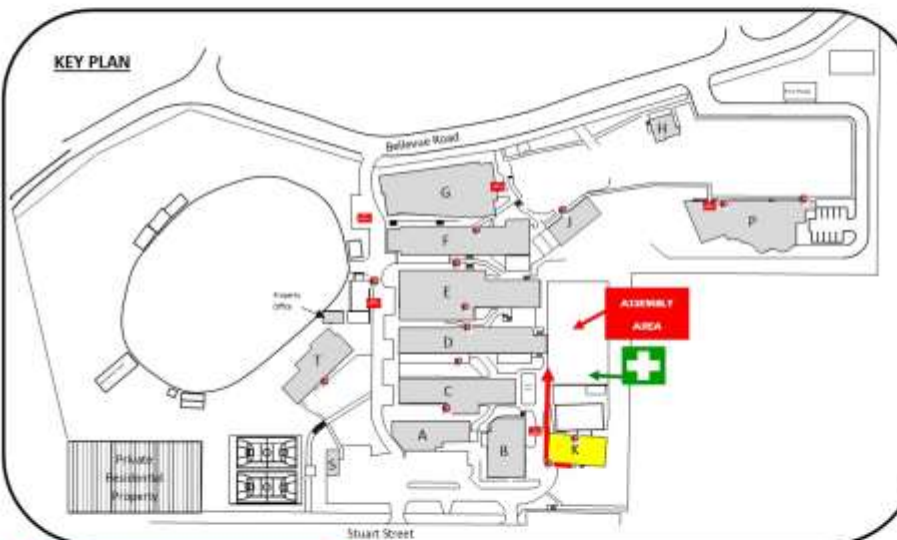 KEY PLAN
Bellevue Road
H
G
J
P
F
E
ASSEMBLY
AREA
Property
Office
D
T
C
A
B
K
S
Private
Residential
Property
Stuart Street